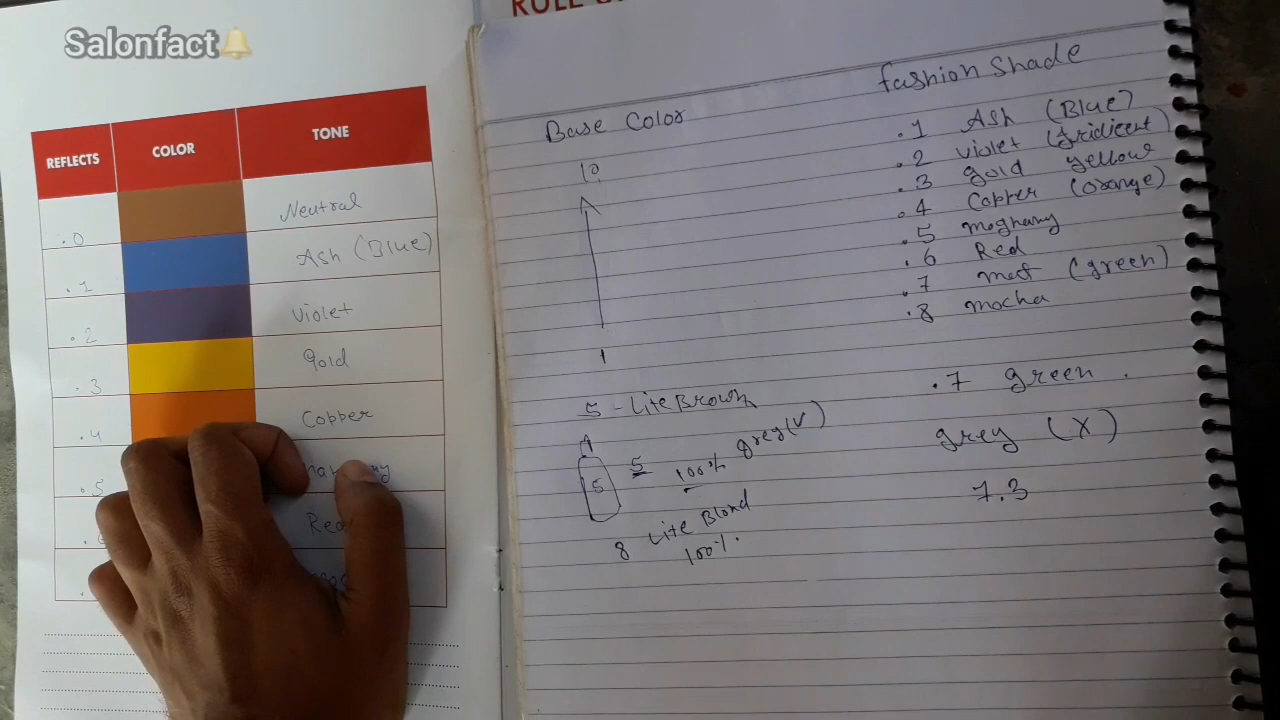 Salonfact
REFLECTS COLOR TONE
.0 Neutral
.1 Ash (Blue)
.2 Violet
.3 Gold
.4 Copper
.5
Base Color
10
1
5 - Lite Brown
5 5 100% grey (✓)
8 Lite Blond
100%.
fashion Shade
.1 Ash (Blue)
.2 violet (Iridicent)
.3 gold yellow
.4 Copper (orange)
.5 moghany
.6 Red
.7 mat (green)
.8 mocha
.7 green .
grey (X)
7.3